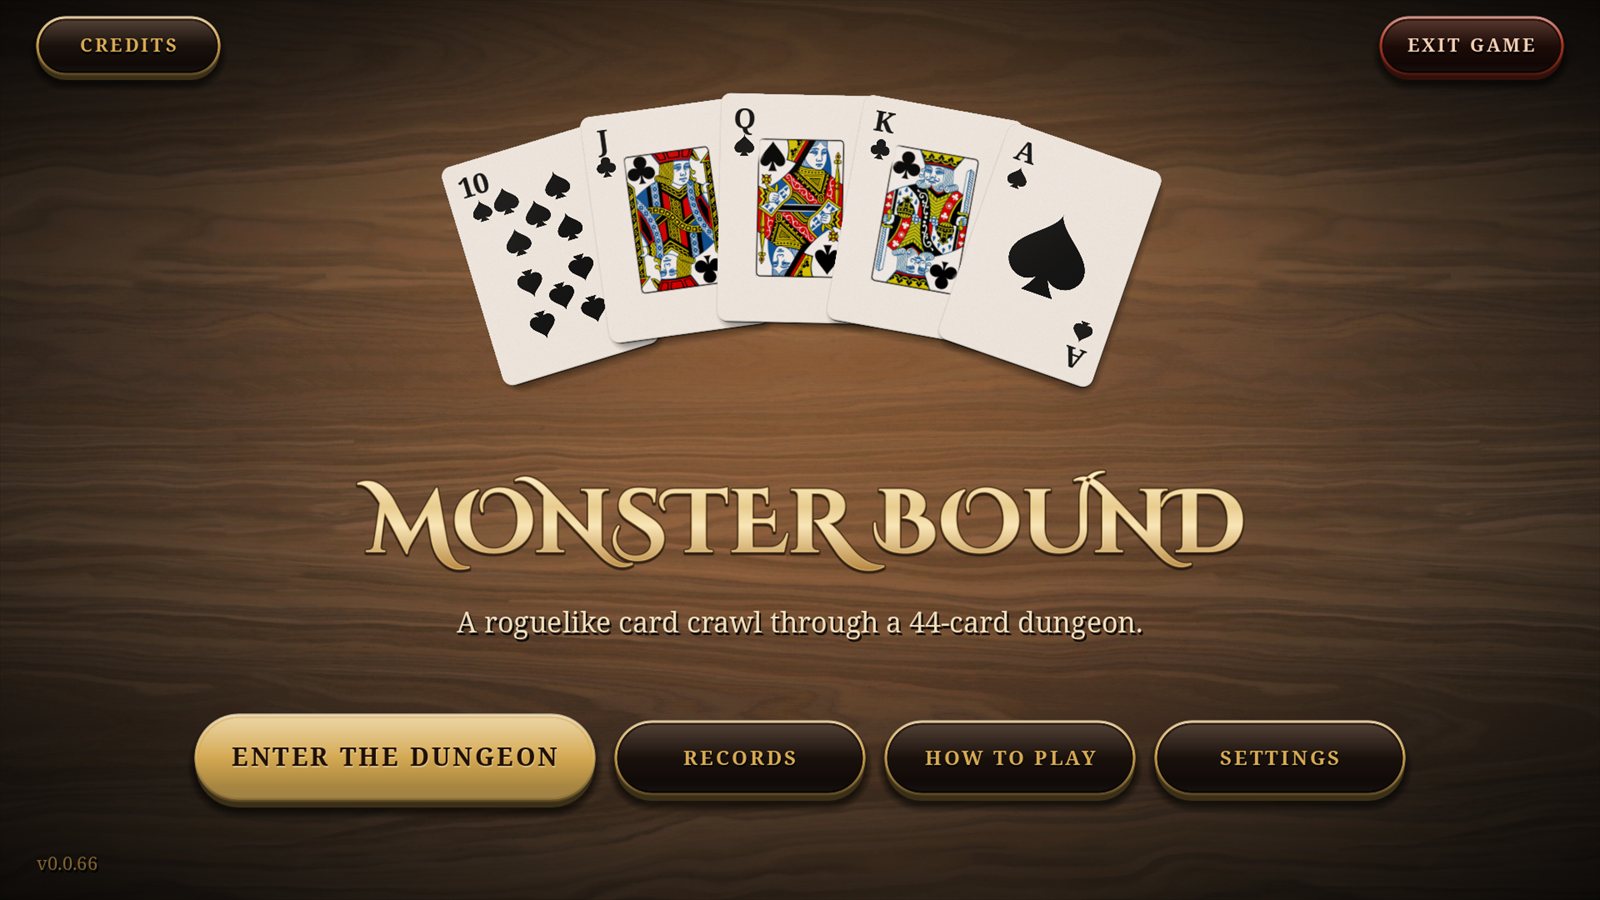 CREDITS
EXIT GAME
10
J
Q
K
A
A
MONSTER BOUND
A roguelike card crawl through a 44-card dungeon.
ENTER THE DUNGEON
RECORDS
HOW TO PLAY
SETTINGS
v0.0.66